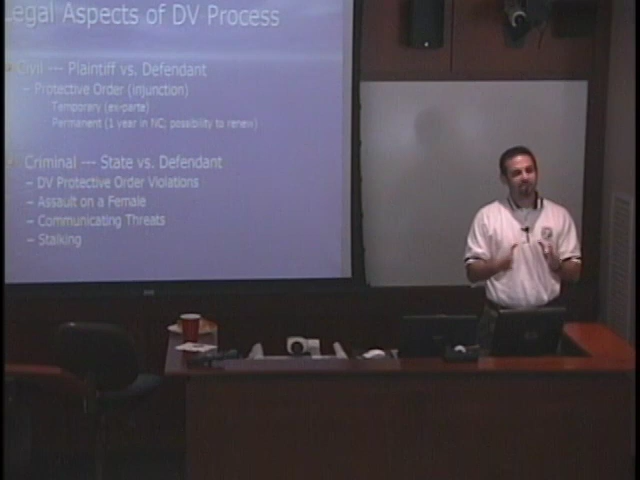 Legal Aspects of DV Process
Civil --- Plaintiff vs. Defendant
– Protective Order (injunction)
Temporary (ex-parte)
Permanent (1 year in NC; possibility to renew)
Criminal --- State vs. Defendant
– DV Protective Order Violations
– Assault on a Female
– Communicating Threats
– Stalking